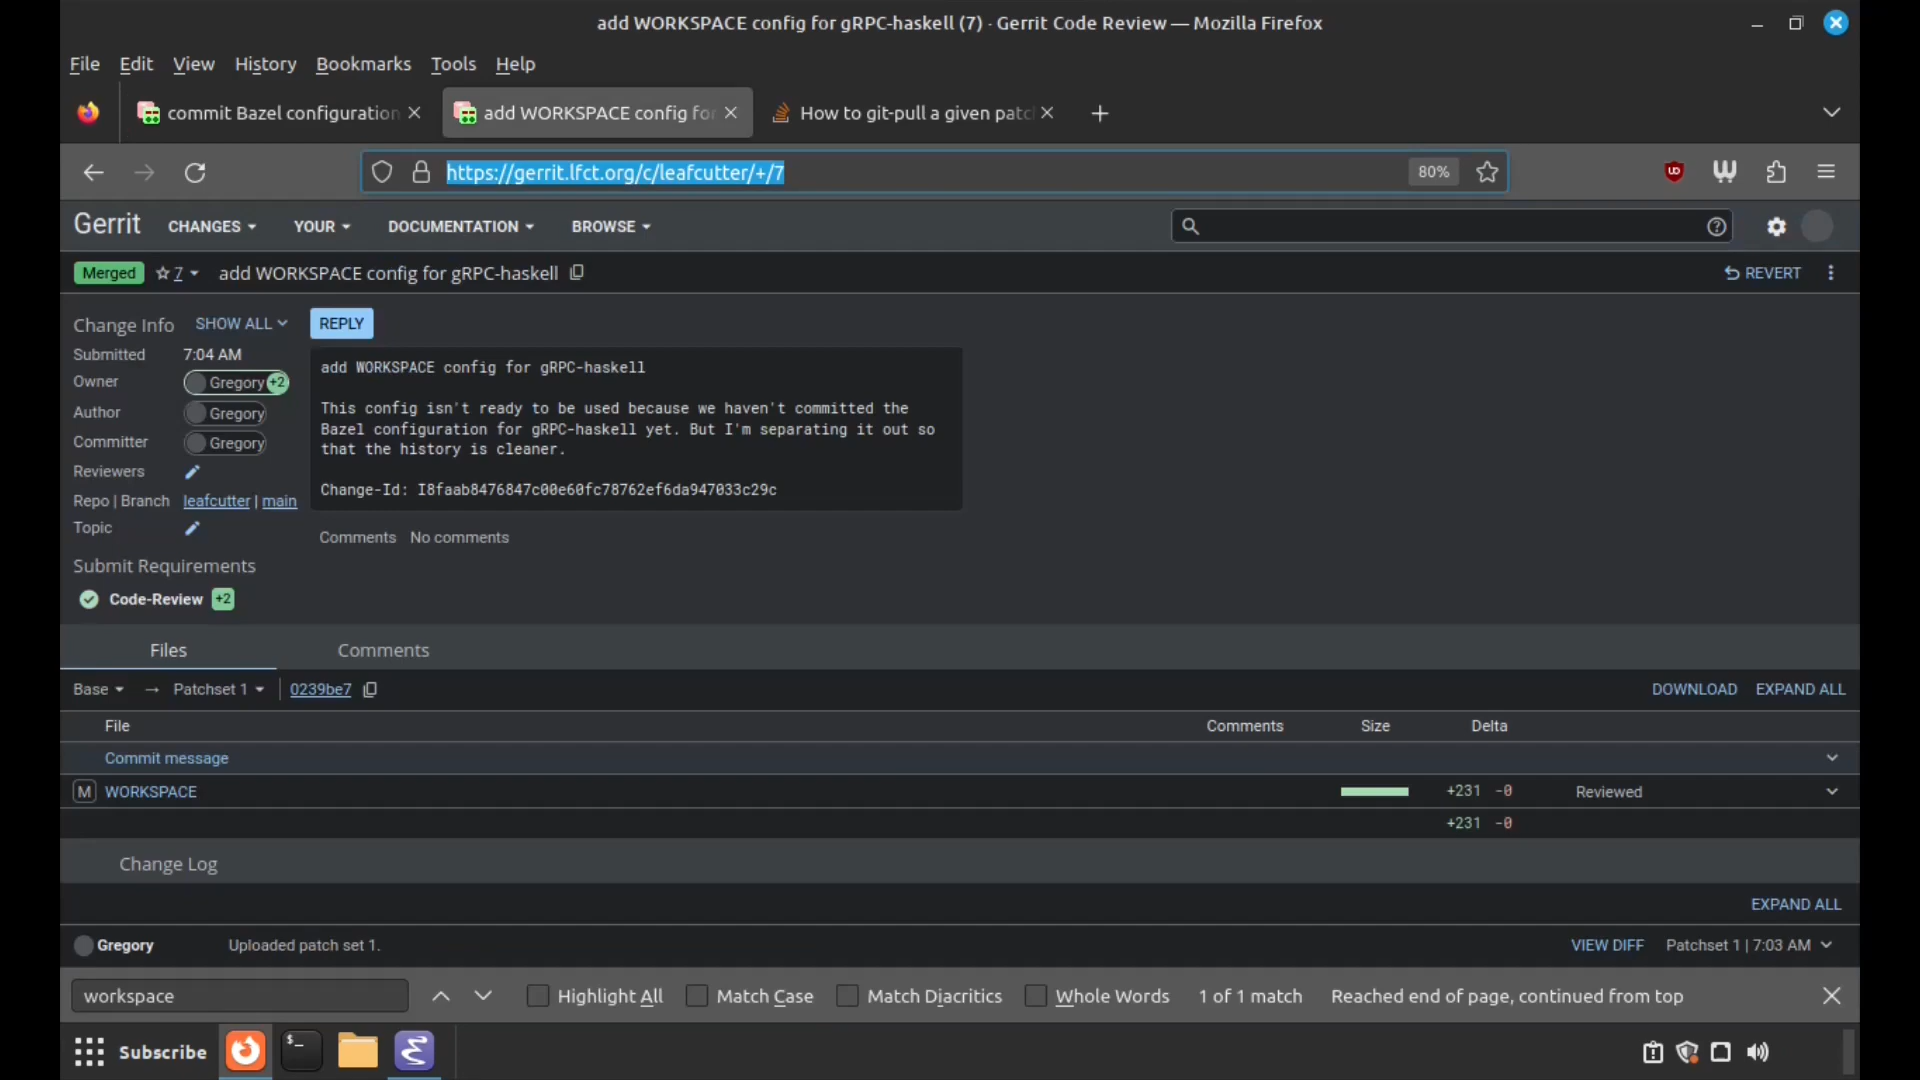 add WORKSPACE config for gRPC-haskell (7) · Gerrit Code Review — Mozilla Firefox
File Edit View History Bookmarks Tools Help
commit Bazel configuration
add WORKSPACE config for
How to git-pull a given patc
https://gerrit.lfct.org/c/leafcutter/+/7 80%
Gerrit CHANGES YOUR DOCUMENTATION BROWSE
Merged 7 add WORKSPACE config for gRPC-haskell REVERT
Change Info SHOW ALL REPLY
Submitted 7:04 AM
Owner Gregory +2
Author Gregory
Committer Gregory
Reviewers
Repo | Branch leafcutter | main
Topic
add WORKSPACE config for gRPC-haskell
This config isn't ready to be used because we haven't committed the
Bazel configuration for gRPC-haskell yet. But I'm separating it out so
that the history is cleaner.
Change-Id: I8faab8476847c00e60fc78762ef6da947033c29c
Comments No comments
Submit Requirements
Code-Review +2
Files Comments
Base → Patchset 1 0239be7 DOWNLOAD EXPAND ALL
File Comments Size Delta
Commit message
M WORKSPACE +231 -0 Reviewed
+231 -0
Change Log
EXPAND ALL
Gregory Uploaded patch set 1. VIEW DIFF Patchset 1 | 7:03 AM
workspace Highlight All Match Case Match Diacritics Whole Words 1 of 1 match Reached end of page, continued from top
Subscribe